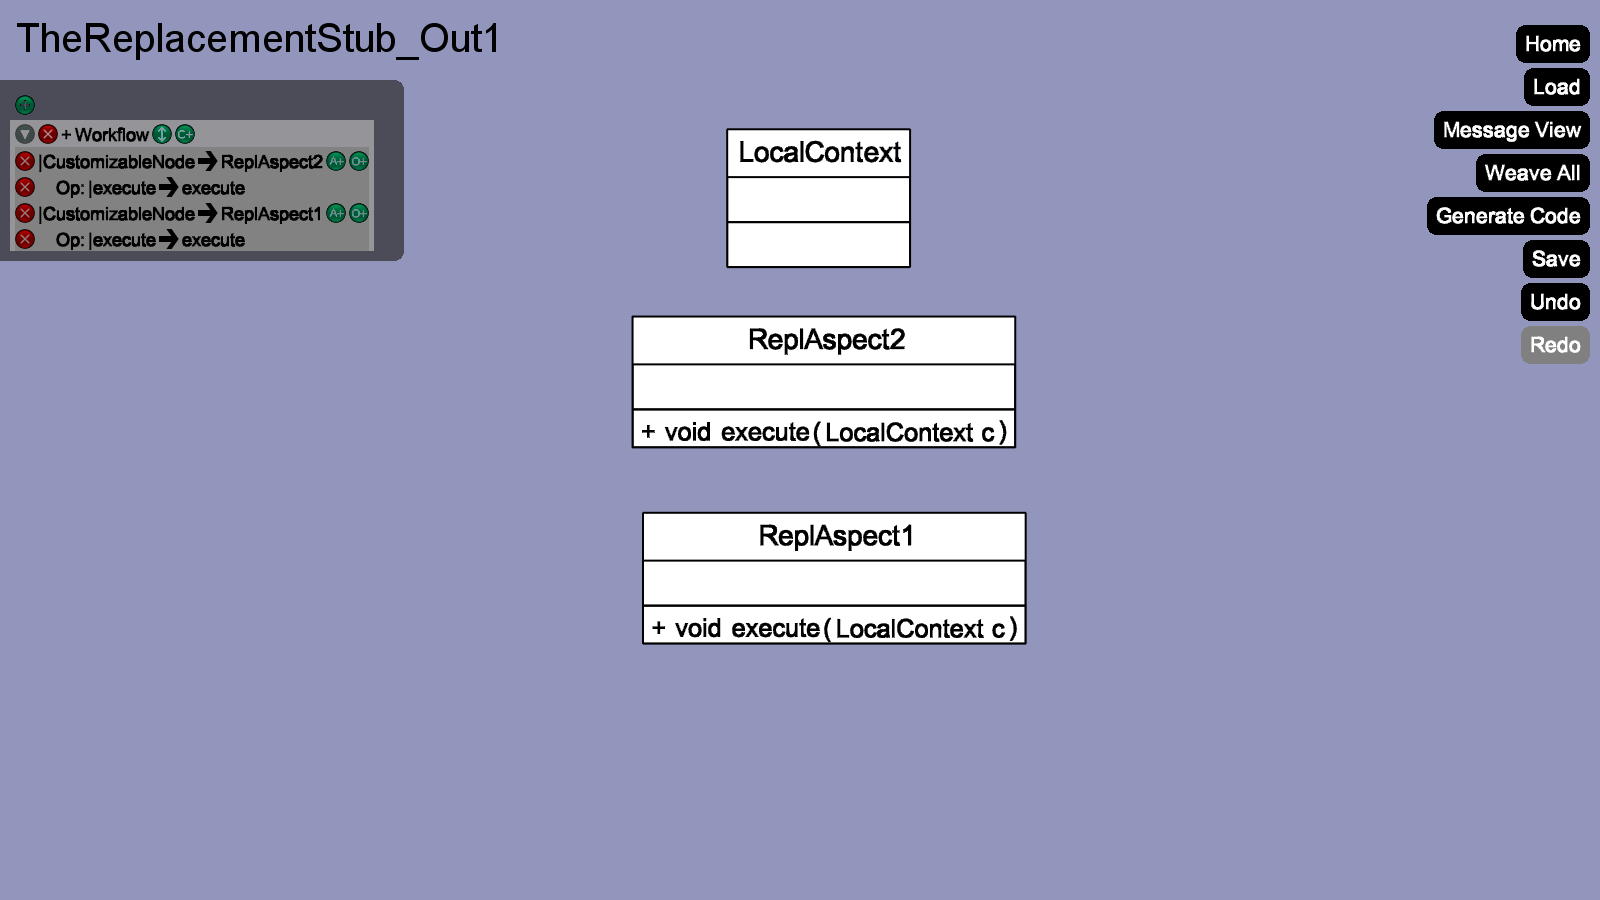 TheReplacementStub_Out1
+ Workflow C+
|CustomizableNode ReplAspect2 A+ O+
Op: |execute execute
|CustomizableNode ReplAspect1 A+ O+
Op: |execute execute
LocalContext
ReplAspect2
+ void execute(LocalContext c)
ReplAspect1
+ void execute(LocalContext c)
Home
Load
Message View
Weave All
Generate Code
Save
Undo
Redo